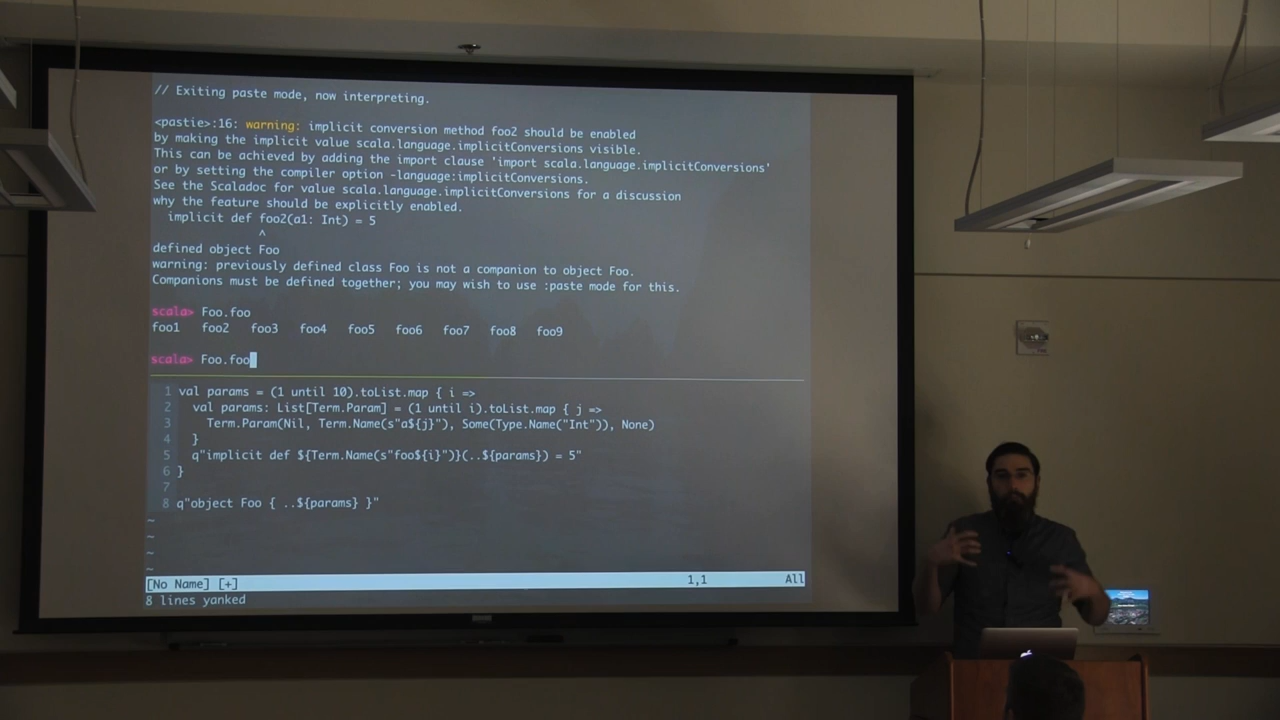 // Exiting paste mode, now interpreting.
<pastie>:16: warning: implicit conversion method foo2 should be enabled
by making the implicit value scala.language.implicitConversions visible.
This can be achieved by adding the import clause 'import scala.language.implicitConversions'
or by setting the compiler option -language:implicitConversions.
See the Scaladoc for value scala.language.implicitConversions for a discussion
why the feature should be explicitly enabled.
implicit def foo2(a1: Int) = 5
^
defined object Foo
warning: previously defined class Foo is not a companion to object Foo.
Companions must be defined together; you may wish to use :paste mode for this.
scala> Foo.foo
foo1 foo2 foo3 foo4 foo5 foo6 foo7 foo8 foo9
scala> Foo.foo
1 val params = (1 until 10).toList.map { i =>
2 val params: List[Term.Param] = (1 until i).toList.map { j =>
3 Term.Param(Nil, Term.Name(s"a${j}"), Some(Type.Name("Int")), None)
4 }
5 q"implicit def ${Term.Name(s"foo${i}")}(..${params}) = 5"
6 }
7
8 q"object Foo { ..${params} }"
~
~
~
~
[No Name] [+] 1,1 All
8 lines yanked